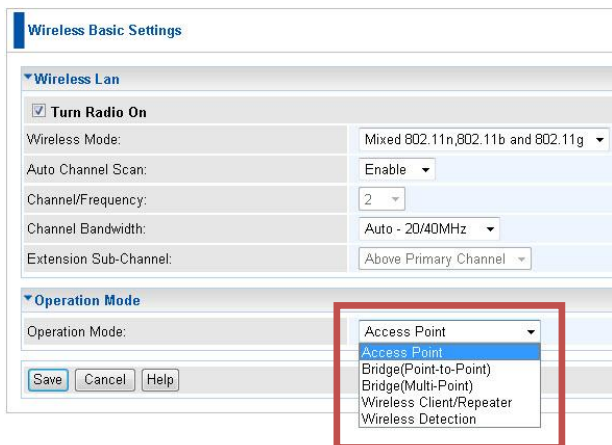 Wireless Basic Settings
Wireless Lan
Turn Radio On
Wireless Mode: Mixed 802.11n,802.11b and 802.11g
Auto Channel Scan: Enable
Channel/Frequency: 2
Channel Bandwidth: Auto - 20/40MHz
Extension Sub-Channel: Above Primary Channel
Operation Mode
Operation Mode: Access Point
Access Point
Bridge(Point-to-Point)
Bridge(Multi-Point)
Wireless Client/Repeater
Wireless Detection
Save Cancel Help